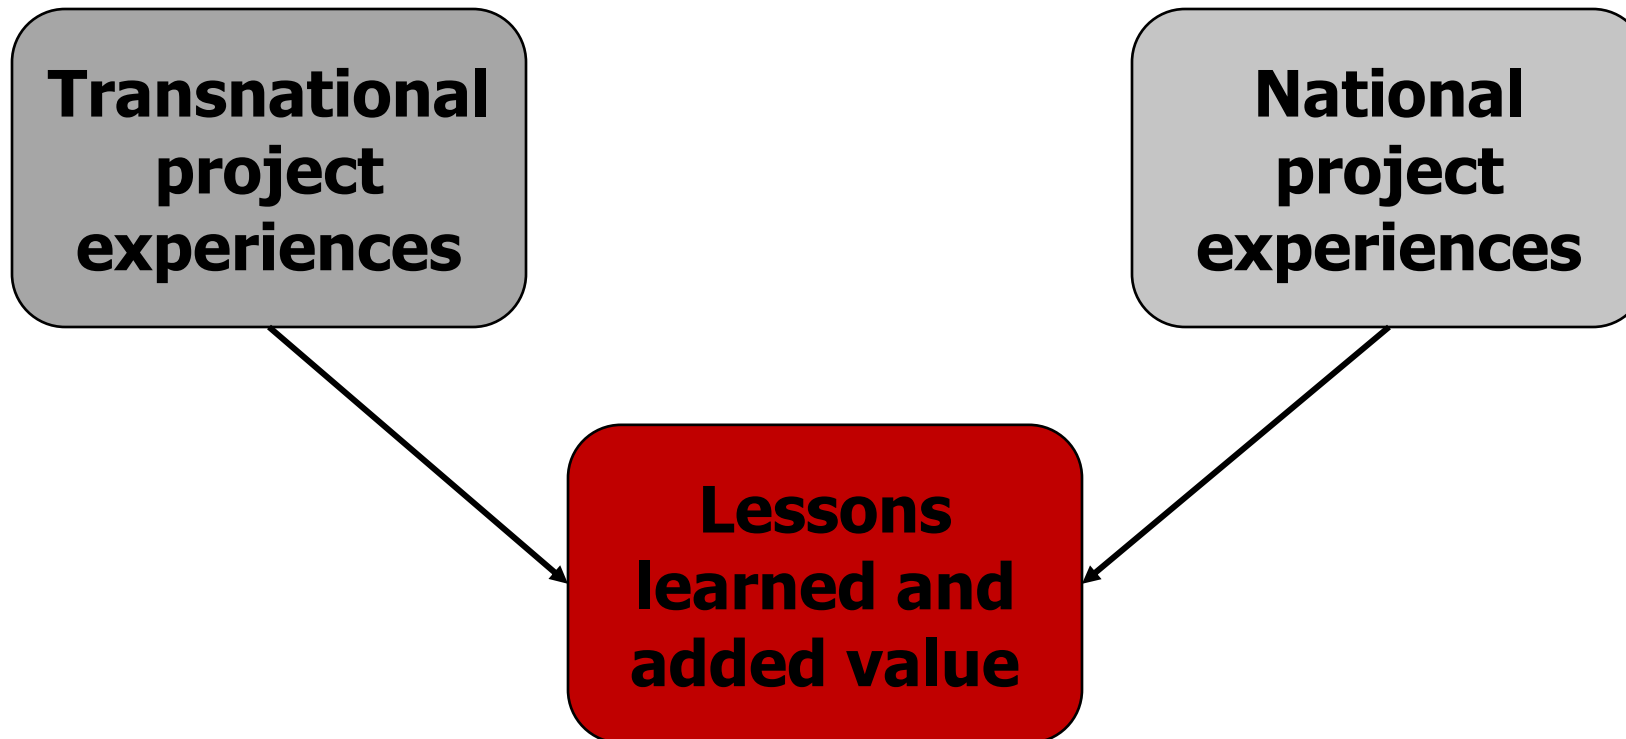 Transnational
project
experiences
National
project
experiences
Lessons
learned and
added value